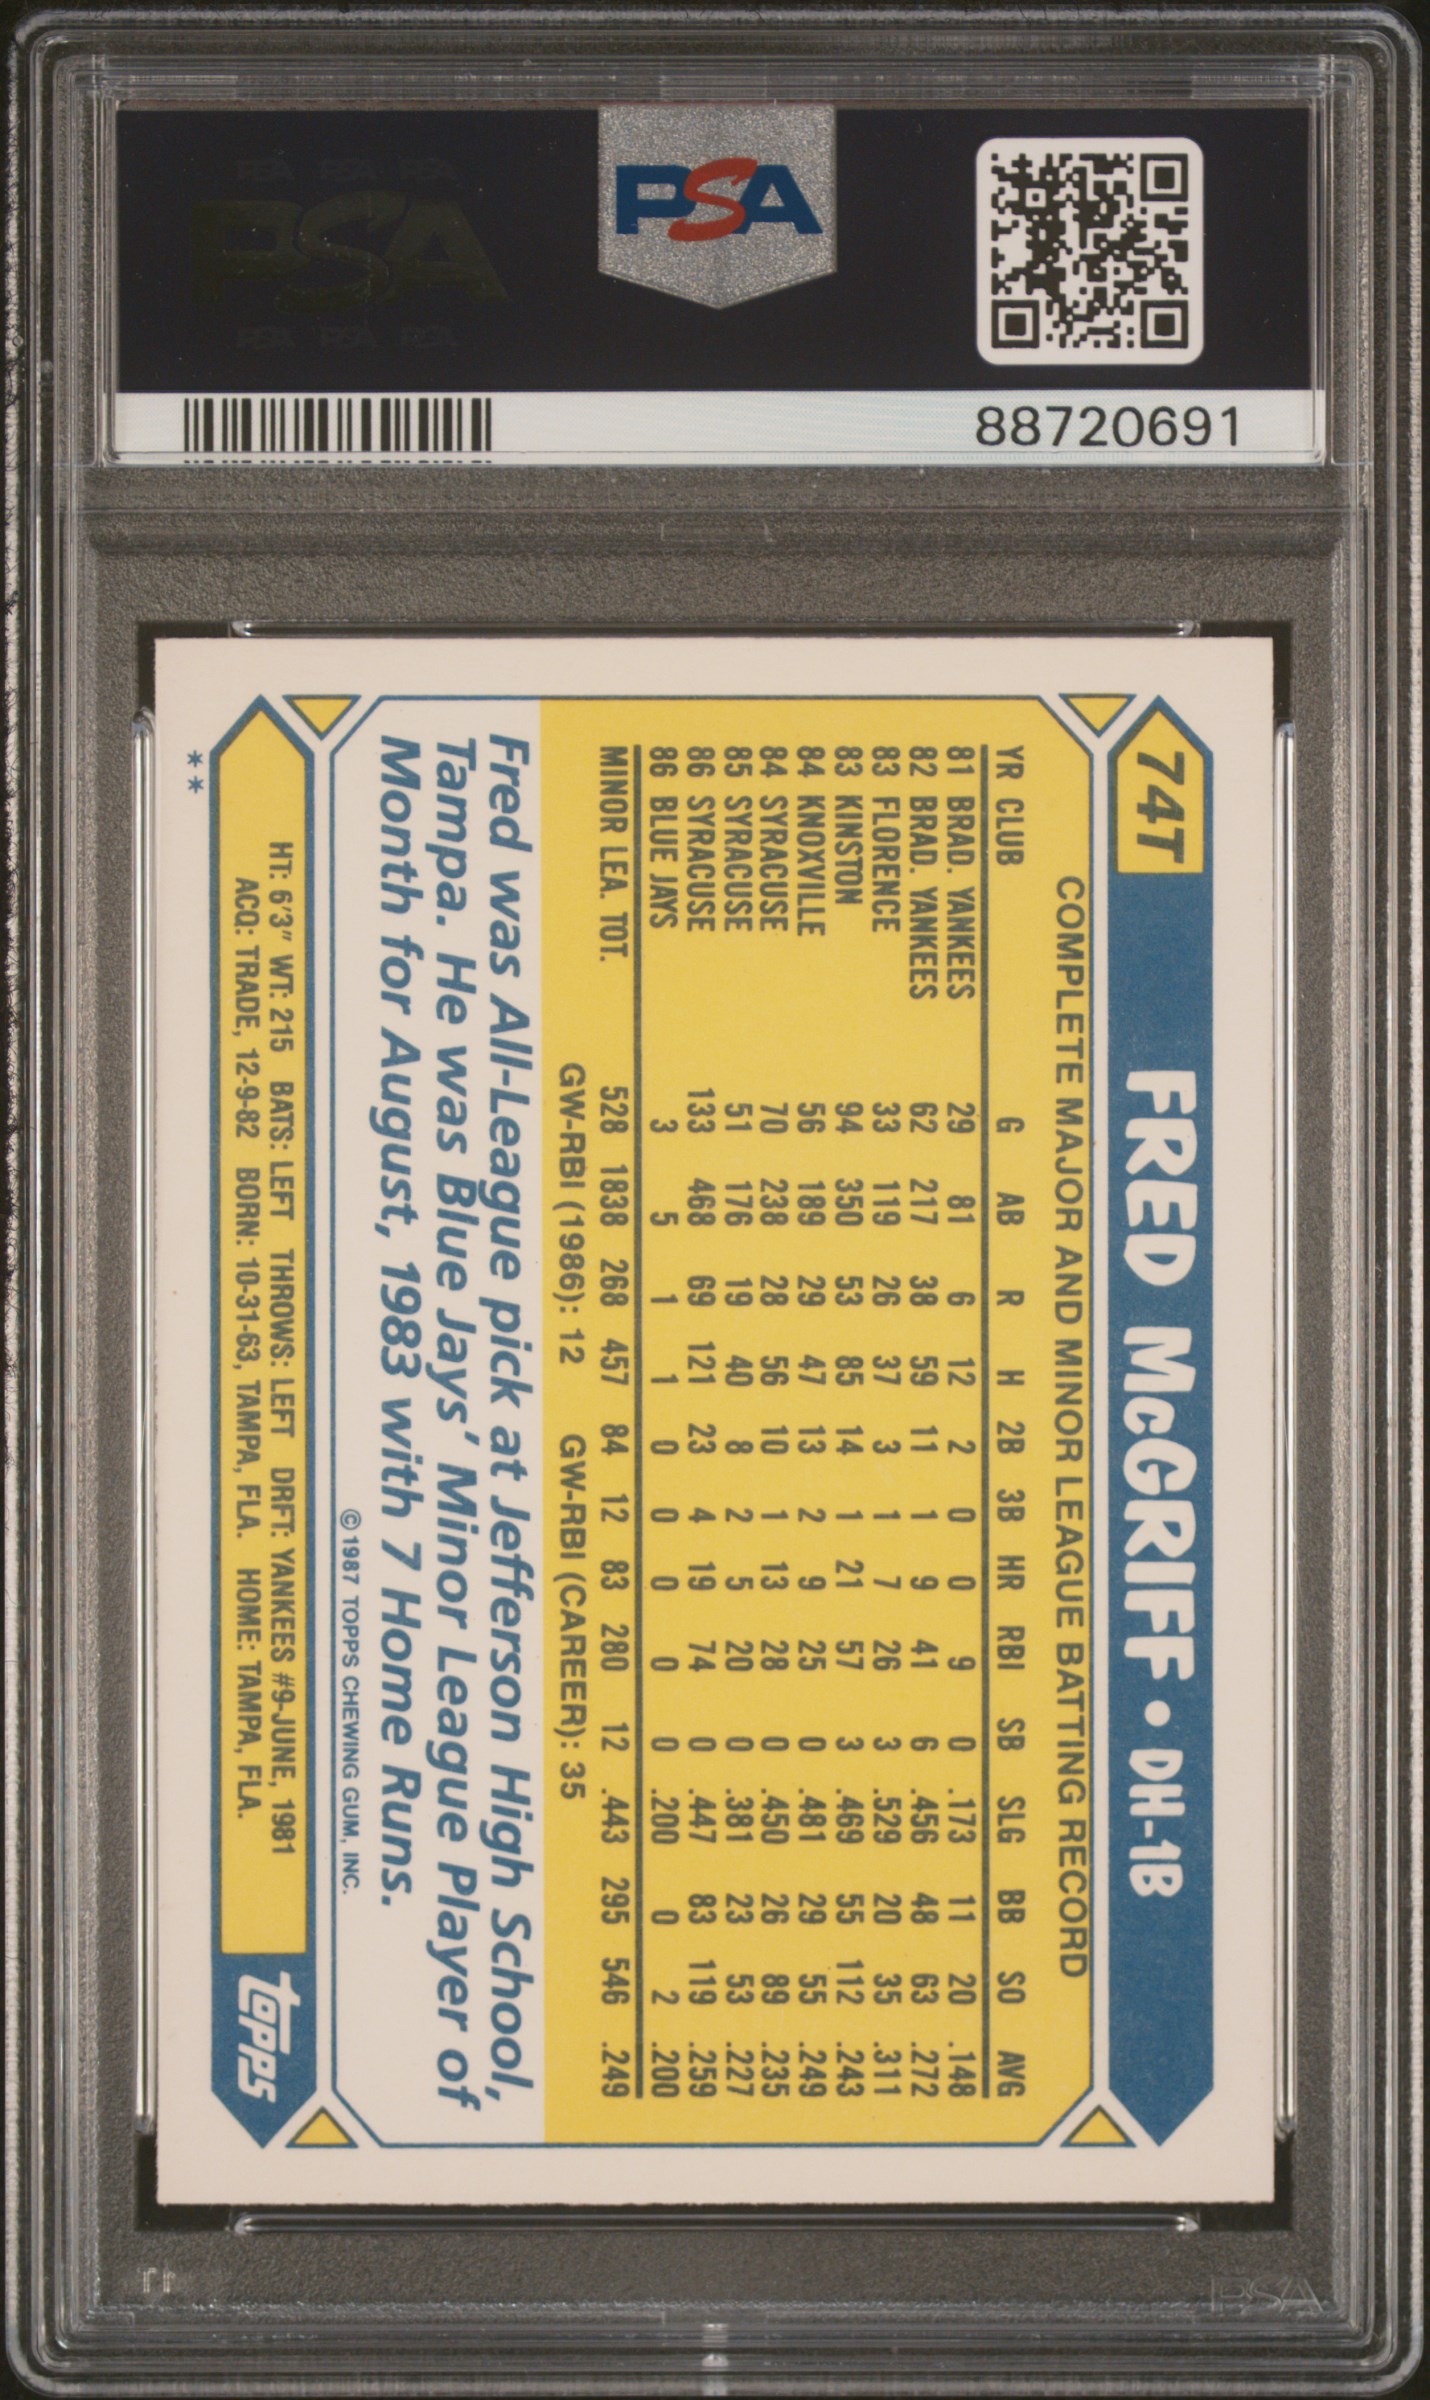 PSA
PSA
88720691
74T FRED McGRIFF • DH-1B
COMPLETE MAJOR AND MINOR LEAGUE BATTING RECORD
YR CLUB G AB R H 2B 3B HR RBI SB SLG BB SO AVG
81 BRAD. YANKEES 29 81 6 12 2 0 0 9 0 .173 11 20 .148
82 BRAD. YANKEES 62 217 38 59 11 1 9 41 6 .456 48 63 .272
83 FLORENCE 33 119 26 37 3 1 7 26 3 .529 20 35 .311
83 KINSTON 94 350 53 85 14 1 21 57 3 .469 55 112 .243
84 KNOXVILLE 56 189 29 47 13 2 9 25 0 .481 29 55 .249
84 SYRACUSE 70 238 28 56 10 1 13 28 0 .450 26 89 .235
85 SYRACUSE 51 176 19 40 8 2 5 20 0 .381 23 53 .227
86 SYRACUSE 133 468 69 121 23 4 19 74 0 .447 83 119 .259
86 BLUE JAYS 3 5 1 1 0 0 0 0 0 .200 0 2 .200
MINOR LEA. TOT. 528 1838 268 457 84 12 83 280 12 .443 295 546 .249
GW-RBI (1986): 12 GW-RBI (CAREER): 35
Fred was All-League pick at Jefferson High School,
Tampa. He was Blue Jays' Minor League Player of
Month for August, 1983 with 7 Home Runs.
©1987 TOPPS CHEWING GUM, INC.
HT: 6'3" WT: 215 BATS: LEFT THROWS: LEFT DRFT: YANKEES #9-JUNE, 1981
ACQ: TRADE, 12-9-82 BORN: 10-31-63, TAMPA, FLA. HOME: TAMPA, FLA.
topps
**
PSA